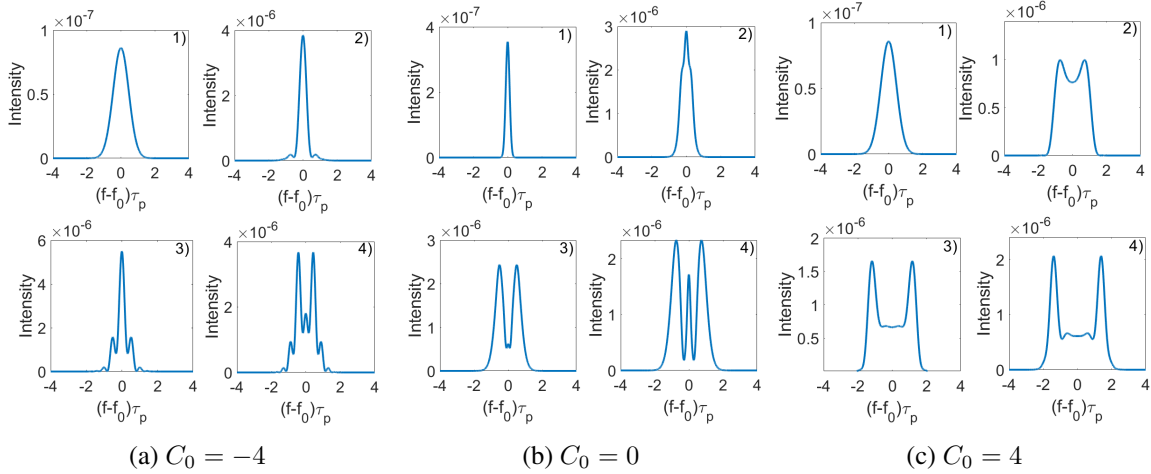 ×10⁻⁷
1)
Intensity
1
0.5
0
-4 -2 0 2 4
(f-f₀)τₚ
×10⁻⁶
2)
Intensity
4
2
0
-4 -2 0 2 4
(f-f₀)τₚ
×10⁻⁶
3)
Intensity
6
4
2
0
-4 -2 0 2 4
(f-f₀)τₚ
×10⁻⁶
4)
Intensity
4
3
2
1
0
-4 -2 0 2 4
(f-f₀)τₚ
(a) C₀ = −4
×10⁻⁷
1)
Intensity
4
2
0
-4 -2 0 2 4
(f-f₀)τₚ
×10⁻⁶
2)
Intensity
3
2
1
0
-4 -2 0 2 4
(f-f₀)τₚ
×10⁻⁶
3)
Intensity
3
2
1
0
-4 -2 0 2 4
(f-f₀)τₚ
×10⁻⁶
4)
Intensity
2
1
0
-4 -2 0 2 4
(f-f₀)τₚ
(b) C₀ = 0
×10⁻⁷
1)
Intensity
1
0.5
0
-4 -2 0 2 4
(f-f₀)τₚ
×10⁻⁶
2)
Intensity
1
0.5
0
-4 -2 0 2 4
(f-f₀)τₚ
×10⁻⁶
3)
Intensity
2
1.5
1
0.5
-4 -2 0 2 4
(f-f₀)τₚ
×10⁻⁶
4)
Intensity
2
1
0
-4 -2 0 2 4
(f-f₀)τₚ
(c) C₀ = 4